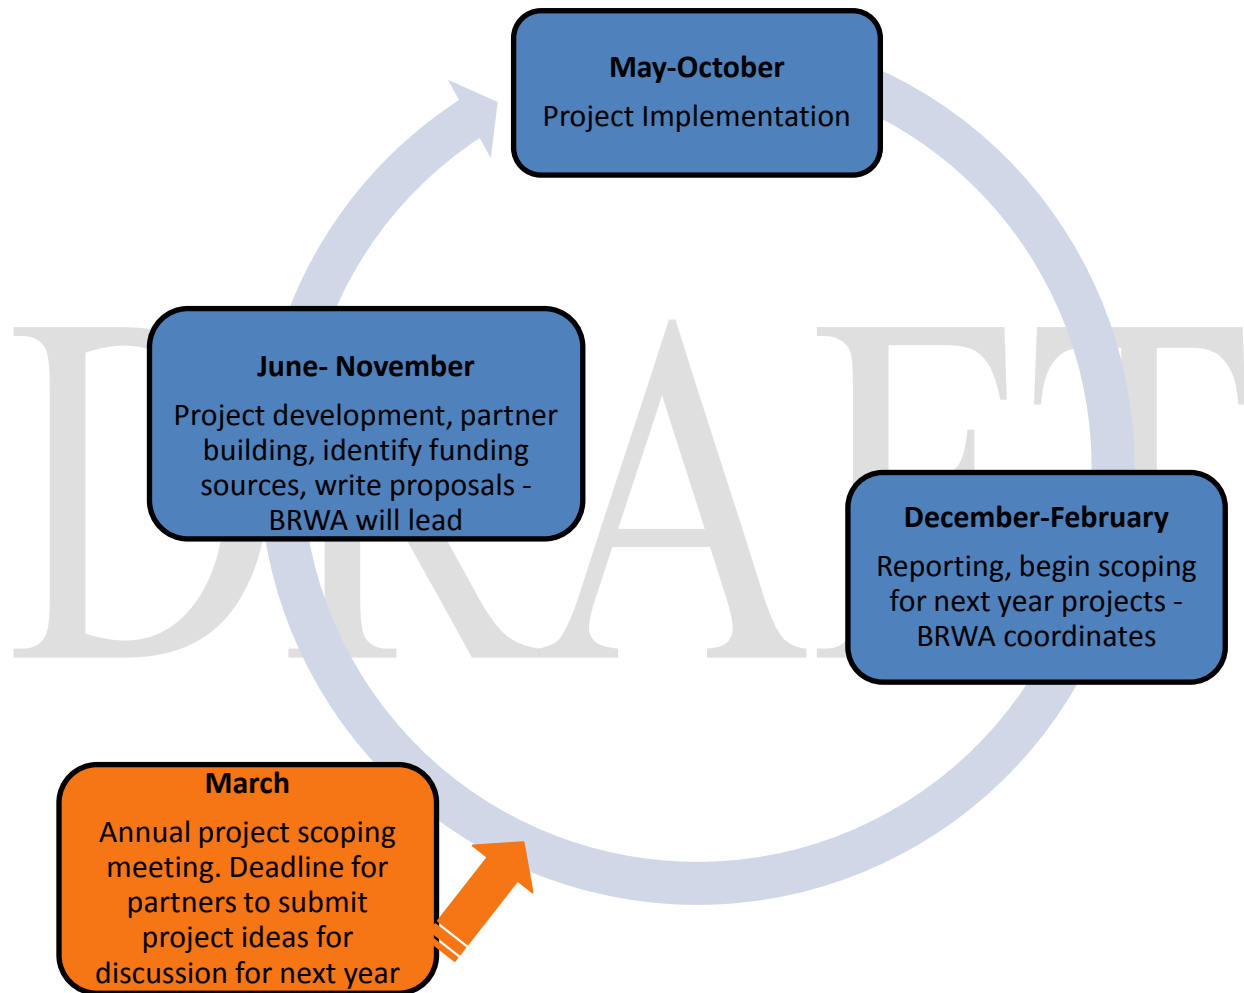 May-October
Project Implementation
June- November
Project development, partner
building, identify funding
sources, write proposals -
BRWA will lead
December-February
Reporting, begin scoping
for next year projects -
BRWA coordinates
March
Annual project scoping
meeting. Deadline for
partners to submit
project ideas for
discussion for next year
DRAFT